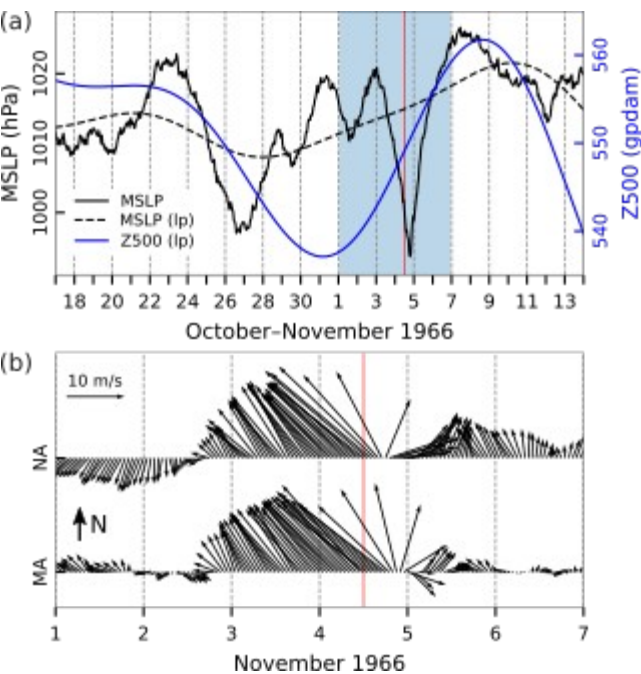 (a)
MSLP (hPa)
1020
1010
1000
Z500 (gpdam)
560
550
540
MSLP
MSLP (lp)
Z500 (lp)
18 20 22 24 26 28 30 1 3 5 7 9 11 13
October–November 1966
(b)
10 m/s
NA
N
MA
1 2 3 4 5 6 7
November 1966